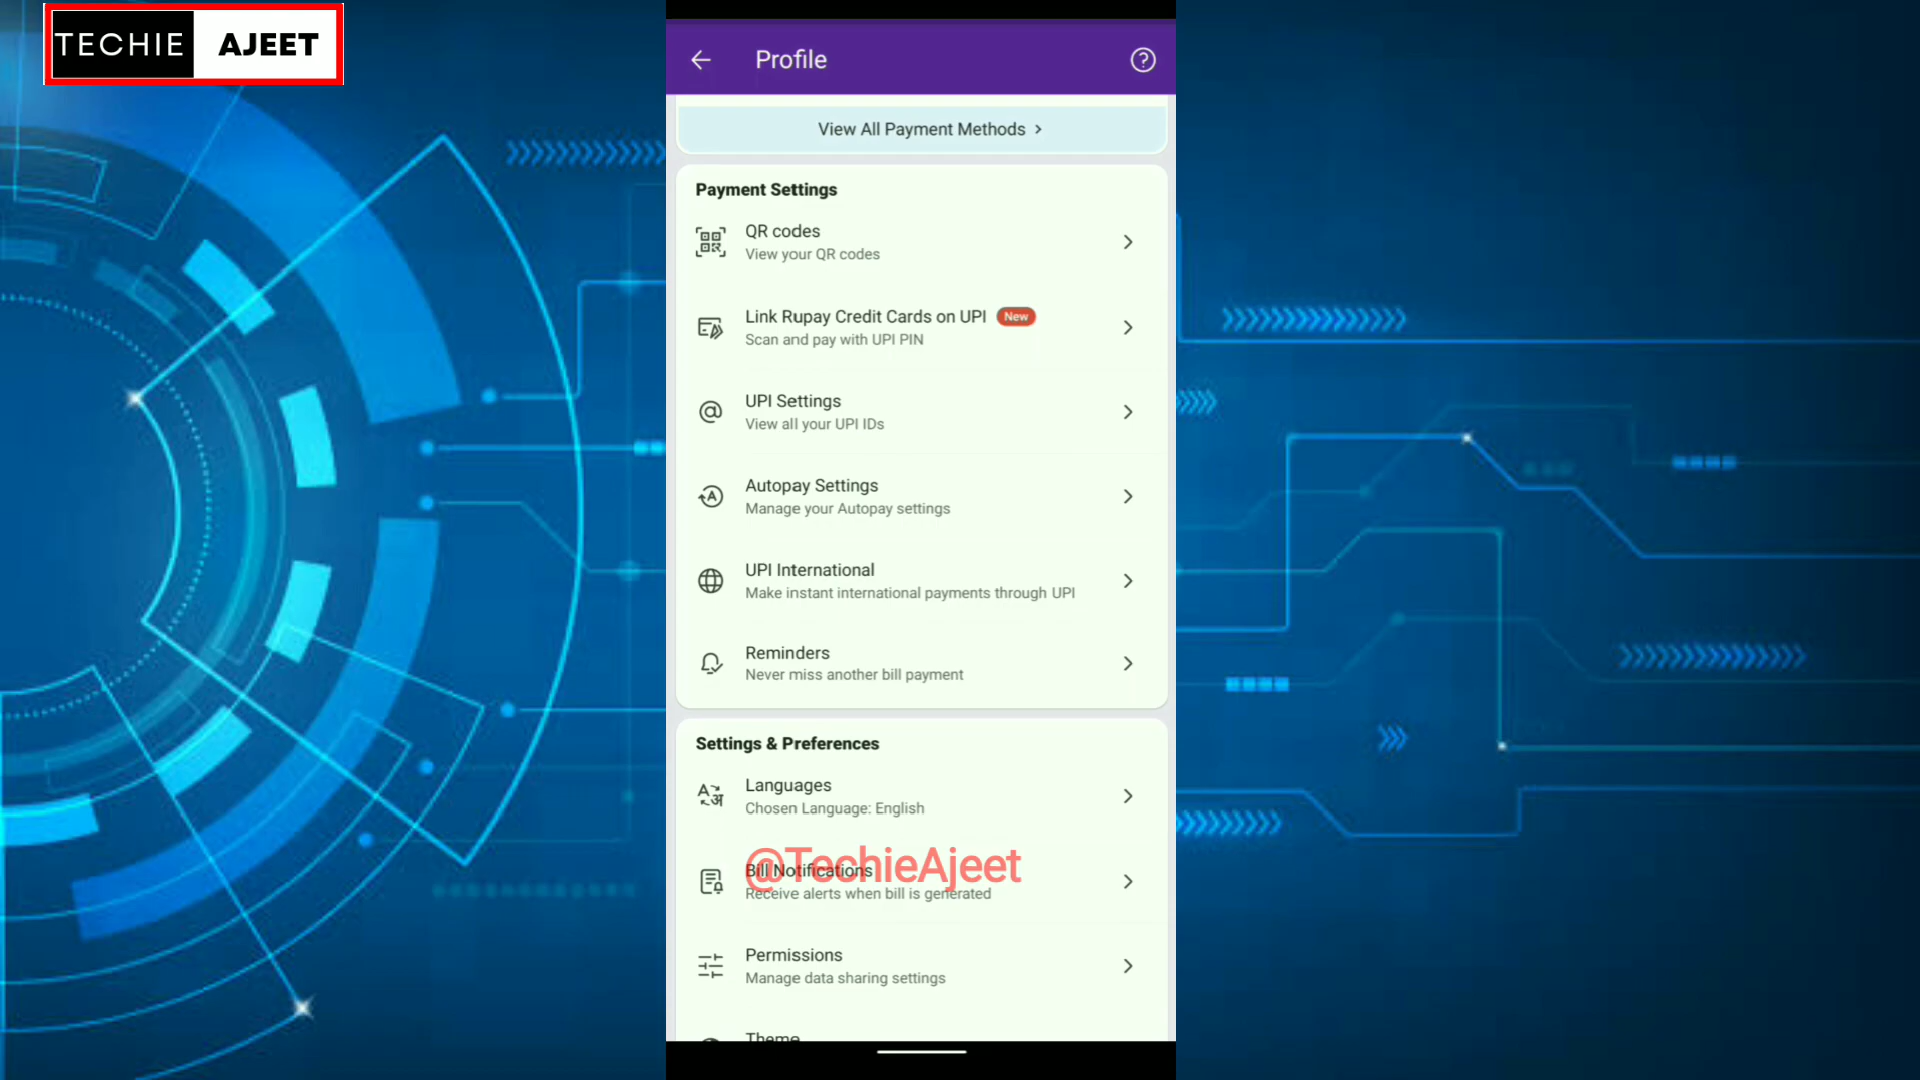 TECHIE AJEET
Profile
View All Payment Methods
Payment Settings
QR codes
View your QR codes
Link Rupay Credit Cards on UPI New
Scan and pay with UPI PIN
UPI Settings
View all your UPI IDs
Autopay Settings
Manage your Autopay settings
UPI International
Make instant international payments through UPI
Reminders
Never miss another bill payment
Settings & Preferences
Languages
Chosen Language: English
@TechieAjeet
Bill Notifications
Receive alerts when bill is generated
Permissions
Manage data sharing settings
Theme